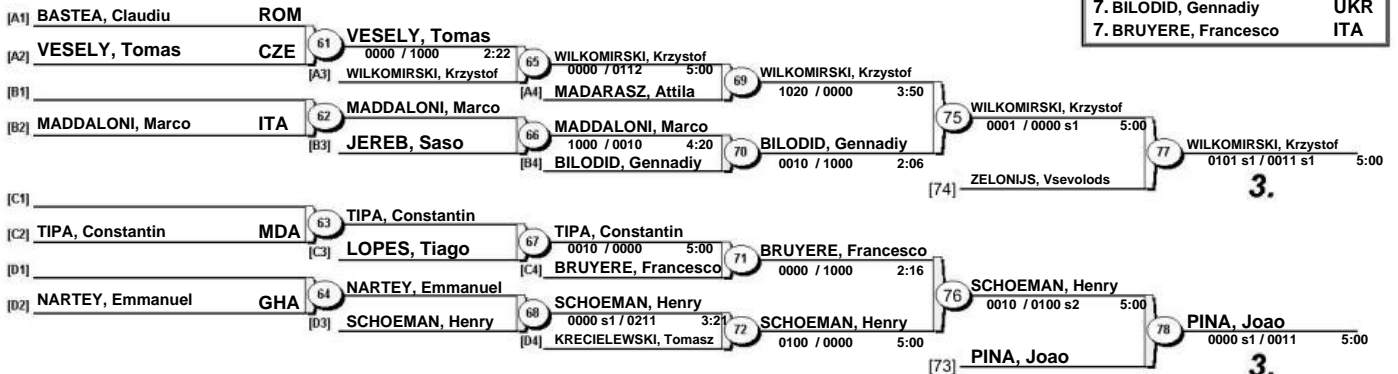 7. BILODID, Gennadiy UKR
7. BRUYERE, Francesco ITA
[A1] BASTEA, Claudiu ROM
[A2] VESELY, Tomas CZE
61
VESELY, Tomas
0000 / 1000 2:22
[A3] WILKOMIRSKI, Krzystof
65
WILKOMIRSKI, Krzystof
0000 / 0112 5:00
[A4] MADARASZ, Attila
69
WILKOMIRSKI, Krzystof
1020 / 0000 3:50
[B1]
[B2] MADDALONI, Marco ITA
62
MADDALONI, Marco
[B3] JEREB, Saso
66
MADDALONI, Marco
1000 / 0010 4:20
[B4] BILODID, Gennadiy
70
BILODID, Gennadiy
0010 / 1000 2:06
75
WILKOMIRSKI, Krzystof
0001 / 0000 s1 5:00
[74] ZELONIJS, Vsevolods
77
WILKOMIRSKI, Krzystof
0101 s1 / 0011 s1 5:00
3.
[C1]
[C2] TIPA, Constantin MDA
63
TIPA, Constantin
[C3] LOPES, Tiago
67
TIPA, Constantin
0010 / 0000 5:00
[C4] BRUYERE, Francesco
71
BRUYERE, Francesco
0000 / 1000 2:16
[D1]
[D2] NARTEY, Emmanuel GHA
64
NARTEY, Emmanuel
[D3] SCHOEMAN, Henry
68
SCHOEMAN, Henry
0000 s1 / 0211 3:21
[D4] KRECIELEWSKI, Tomasz
72
SCHOEMAN, Henry
0100 / 0000 5:00
76
SCHOEMAN, Henry
0010 / 0100 s2 5:00
[73] PINA, Joao
78
PINA, Joao
0000 s1 / 0011 5:00
3.